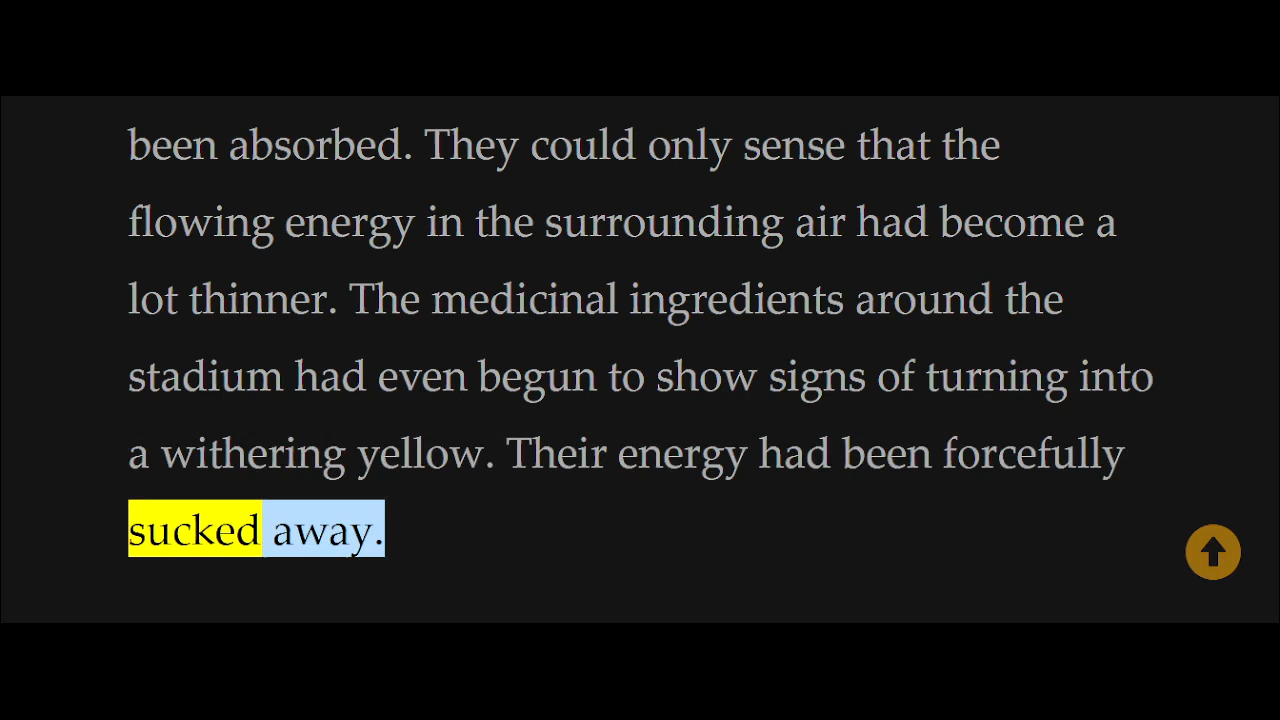 been absorbed. They could only sense that the
flowing energy in the surrounding air had become a
lot thinner. The medicinal ingredients around the
stadium had even begun to show signs of turning into
a withering yellow. Their energy had been forcefully
sucked away.